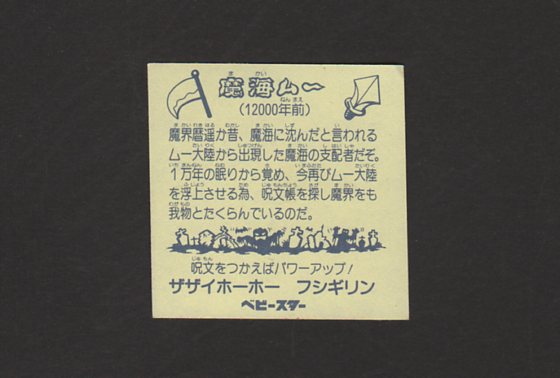 魔海ムー
(12000年前)
魔界暦遥か昔、魔海に沈んだと言われる
ムー大陸から出現した魔海の支配者だぞ。
1万年の眠りから覚め、今再びムー大陸
を浮上させる為、呪文帳を探し魔界をも
我物とたくらんでいるのだ。
呪文をつかえばパワーアップ!
ザザイホーホー フシギリン
ベビースター